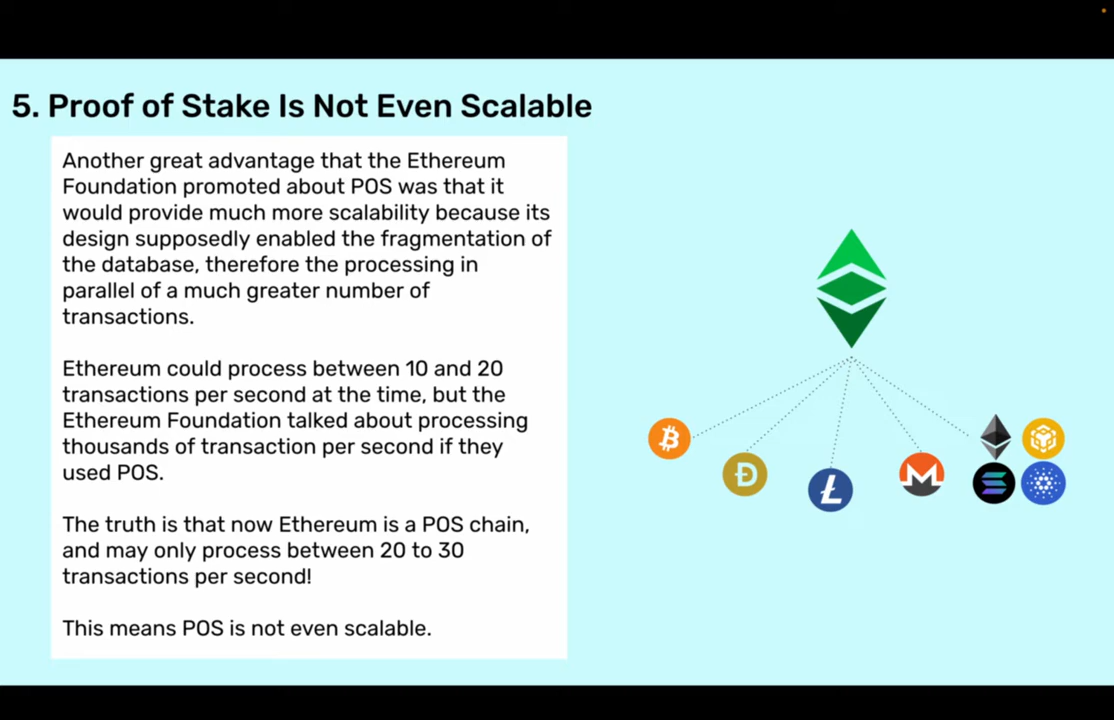 5. Proof of Stake Is Not Even Scalable
Another great advantage that the Ethereum
Foundation promoted about POS was that it
would provide much more scalability because its
design supposedly enabled the fragmentation of
the database, therefore the processing in
parallel of a much greater number of
transactions.
Ethereum could process between 10 and 20
transactions per second at the time, but the
Ethereum Foundation talked about processing
thousands of transaction per second if they
used POS.
The truth is that now Ethereum is a POS chain,
and may only process between 20 to 30
transactions per second!
This means POS is not even scalable.